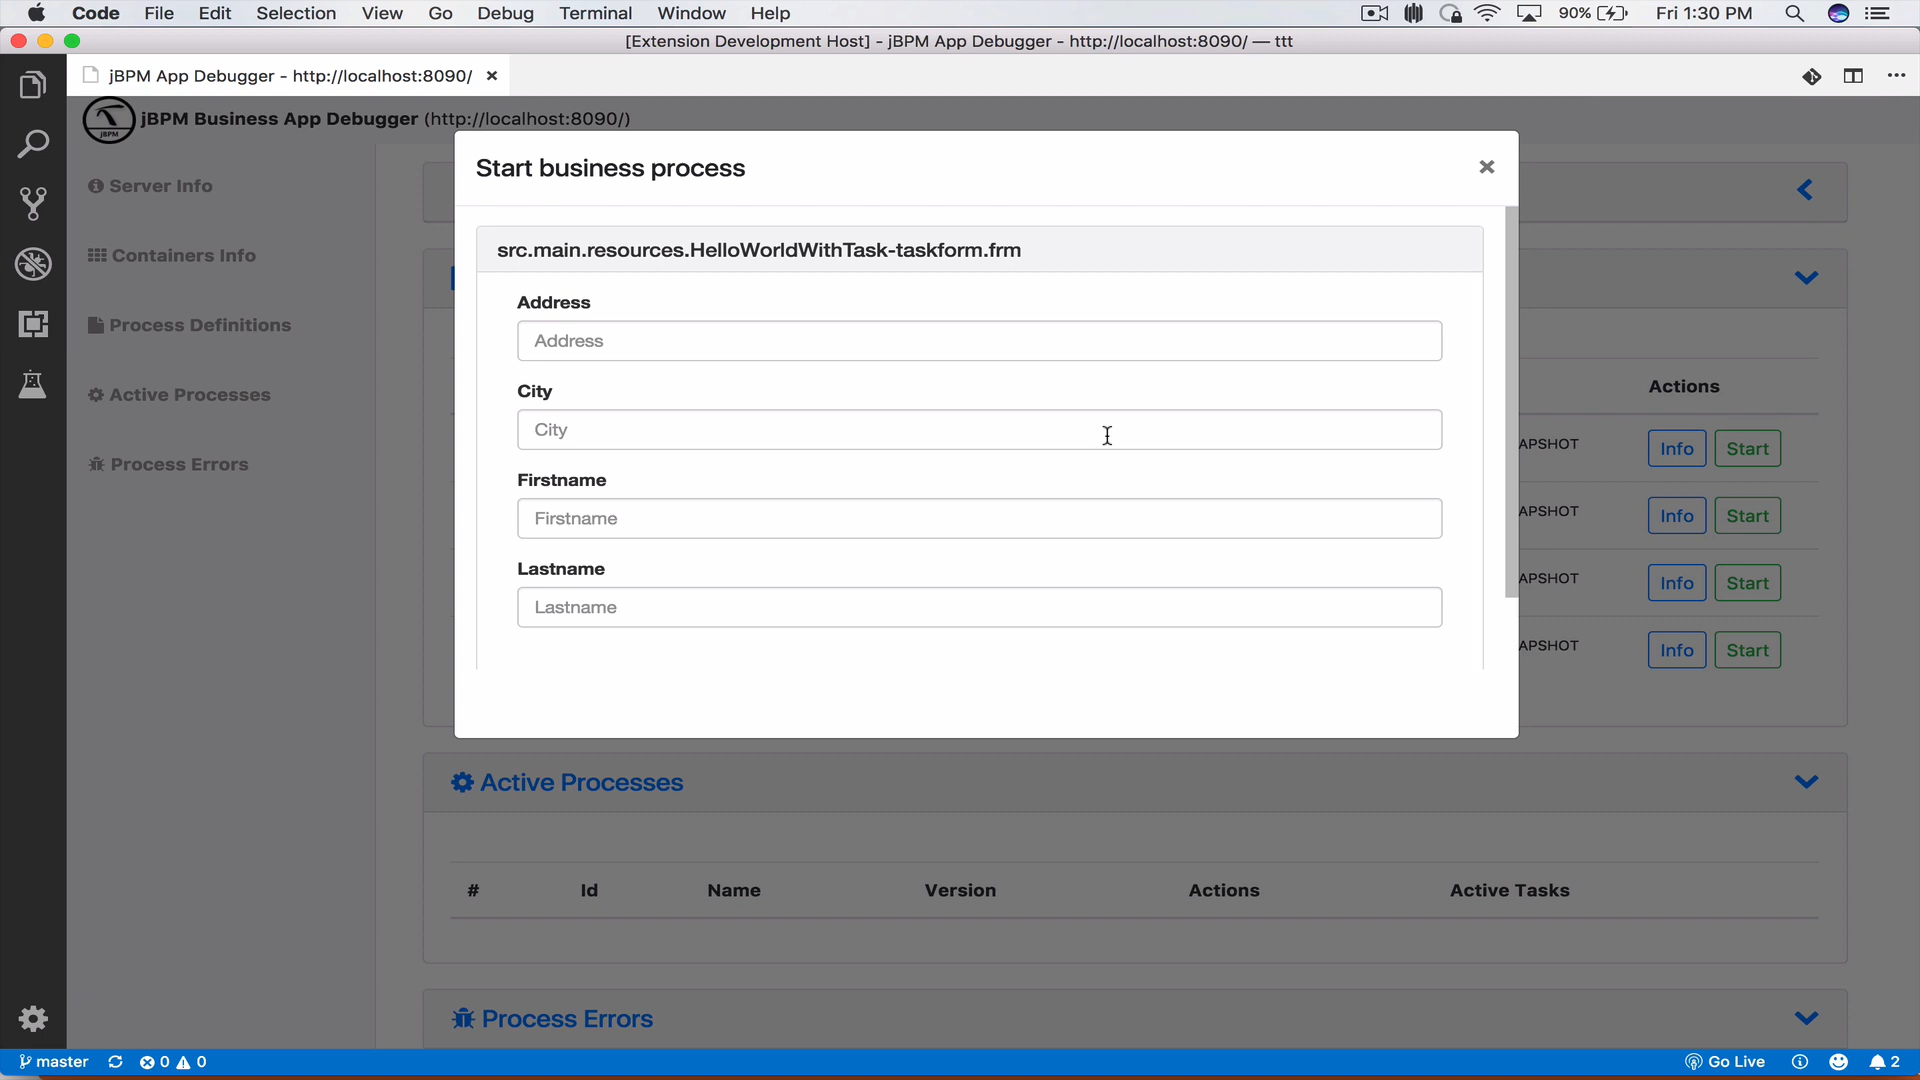 Code File Edit Selection View Go Debug Terminal Window Help 90% Fri 1:30 PM
[Extension Development Host] - jBPM App Debugger - http://localhost:8090/ — ttt
jBPM App Debugger - http://localhost:8090/
jBPM
jBPM Business App Debugger (http://localhost:8090/)
Server Info
Containers Info
Process Definitions
Active Processes
Process Errors
Start business process
src.main.resources.HelloWorldWithTask-taskform.frm
Address
Address
City
City
Firstname
Firstname
Lastname
Lastname
Actions
APSHOT Info Start
APSHOT Info Start
APSHOT Info Start
APSHOT Info Start
Active Processes
# Id Name Version Actions Active Tasks
Process Errors
master 0 0 Go Live 2